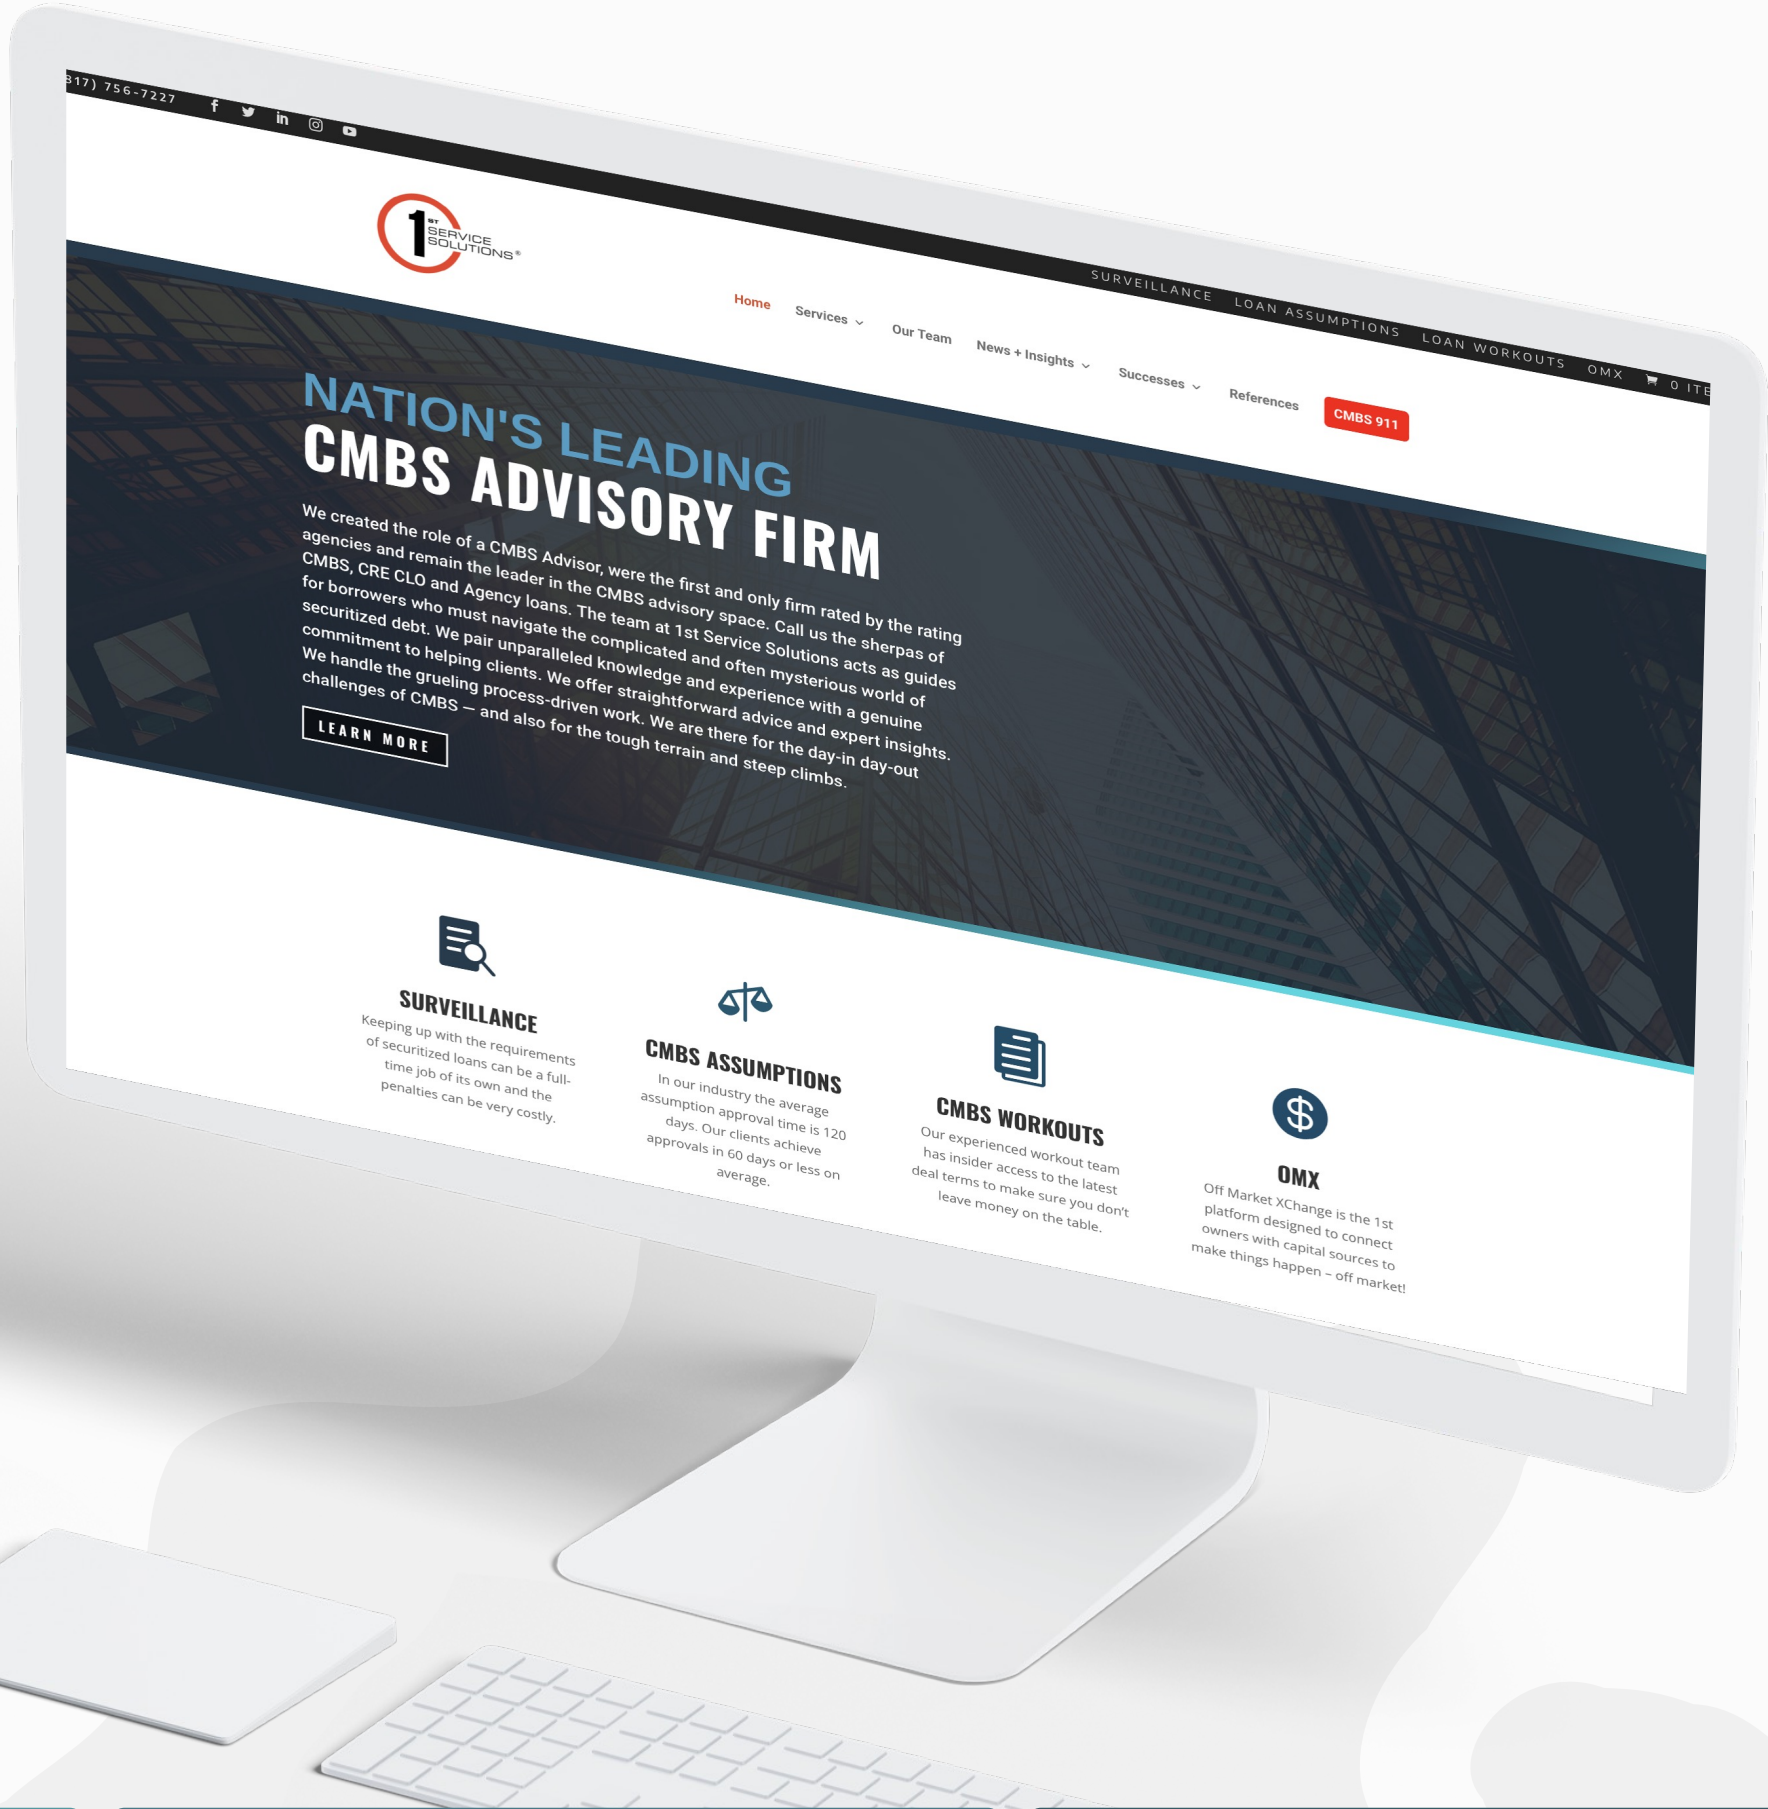 817) 756-7227
SURVEILLANCE LOAN ASSUMPTIONS LOAN WORKOUTS OMX 0 ITE
1ST
SERVICE
SOLUTIONS®
Home Services Our Team News + Insights Successes References CMBS 911
NATION'S LEADING
CMBS ADVISORY FIRM
We created the role of a CMBS Advisor, were the first and only firm rated by the rating
agencies and remain the leader in the CMBS advisory space. Call us the sherpas of
CMBS, CRE CLO and Agency loans. The team at 1st Service Solutions acts as guides
for borrowers who must navigate the complicated and often mysterious world of
securitized debt. We pair unparalleled knowledge and experience with a genuine
commitment to helping clients. We offer straightforward advice and expert insights.
We handle the grueling process-driven work. We are there for the day-in day-out
challenges of CMBS — and also for the tough terrain and steep climbs.
LEARN MORE
SURVEILLANCE
Keeping up with the requirements
of securitized loans can be a full-
time job of its own and the
penalties can be very costly.
CMBS ASSUMPTIONS
In our industry the average
assumption approval time is 120
days. Our clients achieve
approvals in 60 days or less on
average.
CMBS WORKOUTS
Our experienced workout team
has insider access to the latest
deal terms to make sure you don't
leave money on the table.
OMX
Off Market XChange is the 1st
platform designed to connect
owners with capital sources to
make things happen – off market!